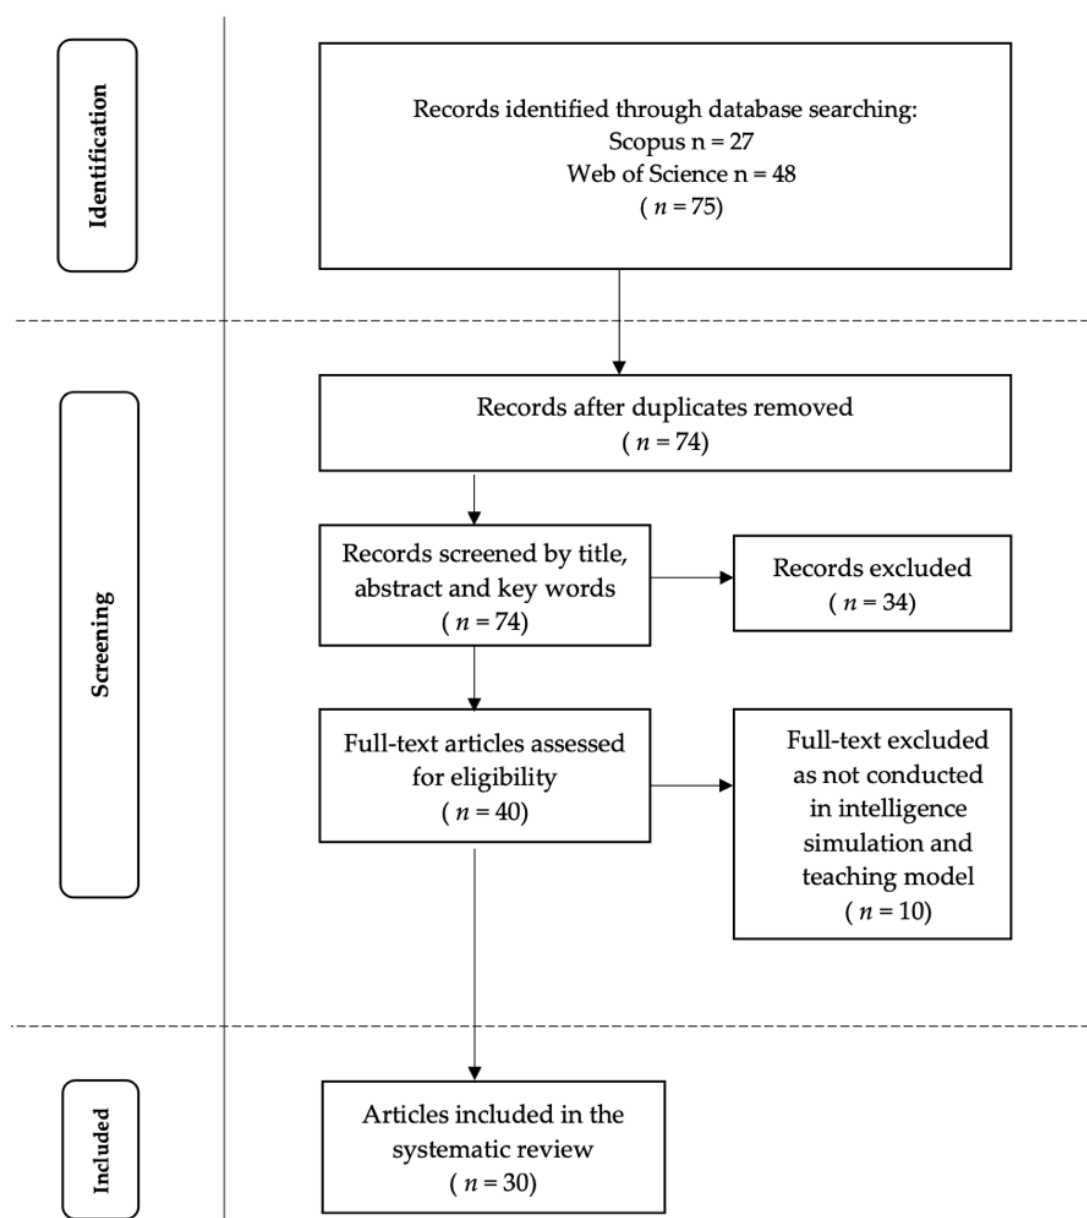 Identification
Records identified through database searching:
Scopus n = 27
Web of Science n = 48
( n = 75)
Screening
Records after duplicates removed
( n = 74)
Records screened by title,
abstract and key words
( n = 74)
Records excluded
( n = 34)
Full-text articles assessed
for eligibility
( n = 40)
Full-text excluded
as not conducted
in intelligence
simulation and
teaching model
( n = 10)
Included
Articles included in the
systematic review
( n = 30)